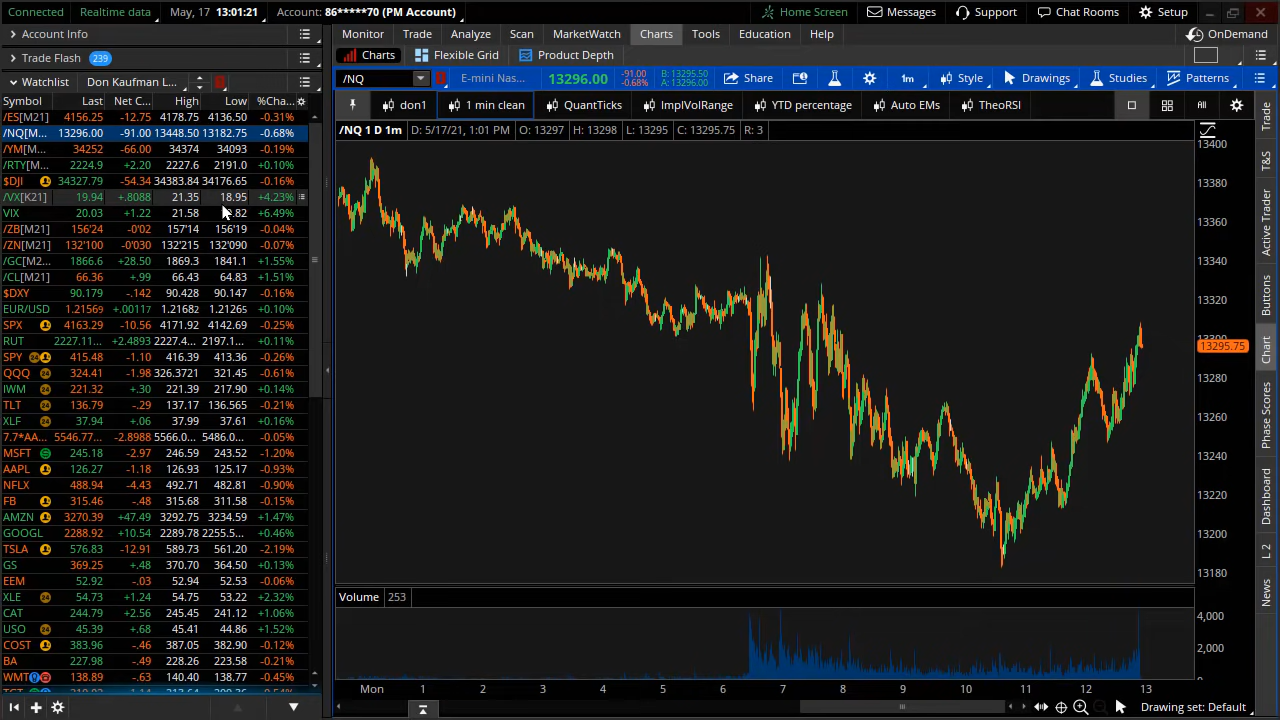 Connected Realtime data May, 17 13:01:21 Account: 86*****70 (PM Account) Home Screen Messages Support Chat Rooms Setup
Account Info
Trade Flash 239
Watchlist Don Kaufman L...
Symbol Last Net C... High Low %Cha...
/ES[M21] 4156.25 -12.75 4178.75 4136.50 -0.31%
/NQ[M... 13296.00 -91.00 13448.50 13182.75 -0.68%
/YM[M... 34252 -66.00 34374 34093 -0.19%
/RTY[M... 2224.9 +2.20 2227.6 2191.0 +0.10%
$DJI 34327.79 -54.34 34383.84 34176.65 -0.16%
/VX[K21] 19.94 +.8088 21.35 18.95 +4.23%
VIX 20.03 +1.22 21.58 .82 +6.49%
/ZB[M21] 156'24 -0'02 157'14 156'19 -0.04%
/ZN[M21] 132'100 -0'030 132'215 132'090 -0.07%
/GC[M2... 1866.6 +28.50 1869.3 1841.1 +1.55%
/CL[M21] 66.36 +.99 66.43 64.83 +1.51%
$DXY 90.179 -.142 90.428 90.147 -0.16%
EUR/USD 1.21569 +.00117 1.21682 1.21265 +0.10%
SPX 4163.29 -10.56 4171.92 4142.69 -0.25%
RUT 2227.11... +2.4893 2227.4... 2197.1... +0.11%
SPY 415.48 -1.10 416.39 413.36 -0.26%
QQQ 324.41 -1.98 326.3671 321.45 -0.61%
IWM 221.32 +.30 221.39 217.90 +0.14%
TLT 136.79 -.29 137.17 136.565 -0.21%
XLF 37.94 +.06 37.99 37.61 +0.16%
7.7*AA... 5546.77... -2.8988 5566.0... 5486.0... -0.05%
MSFT 245.18 -2.97 246.59 243.52 -1.20%
AAPL 126.27 -1.18 126.93 125.17 -0.93%
NFLX 488.94 -4.43 492.71 482.81 -0.90%
FB 315.46 -.48 315.68 311.58 -0.15%
AMZN 3270.39 +47.49 3292.75 3234.59 +1.47%
GOOGL 2288.92 +10.54 2289.78 2255.5... +0.46%
TSLA 576.83 -12.91 589.73 561.20 -2.19%
GS 369.25 +.48 370.70 364.50 +0.13%
EEM 52.92 -.03 52.94 52.53 -0.06%
XLE 54.53 +1.24 54.75 53.69 +2.32%
CAT 244.79 +2.56 245.45 241.12 +1.06%
USO 45.39 +.68 45.41 44.86 +1.52%
COST 383.96 -.46 387.05 382.90 -0.12%
BA 227.98 -.49 228.26 223.58 -0.21%
WMT 138.89 -.63 140.40 138.77 -0.45%
Monitor Trade Analyze Scan MarketWatch Charts Tools Education Help OnDemand
Charts Flexible Grid Product Depth
/NQ E-mini Nas... 13296.00 -91.00 -0.68% B: 13295.50 A: 13296.00 Share 1m Style Drawings Studies Patterns
don1 1 min clean QuantTicks ImplVolRange YTD percentage Auto EMs TheoRSI All
/NQ 1 D 1m D: 5/17/21, 1:01 PM O: 13297 H: 13298 L: 13295 C: 13295.75 R: 3
13400
13380
13360
13340
13320
13295.75
13280
13260
13240
13220
13200
13180
Volume 253
4,000
2,000
Mon 1 2 3 4 5 6 7 8 9 10 11 12 13
Drawing set: Default
Trade
T&S
Active Trader
Buttons
Chart
Phase Scores
Dashboard
L 2
News